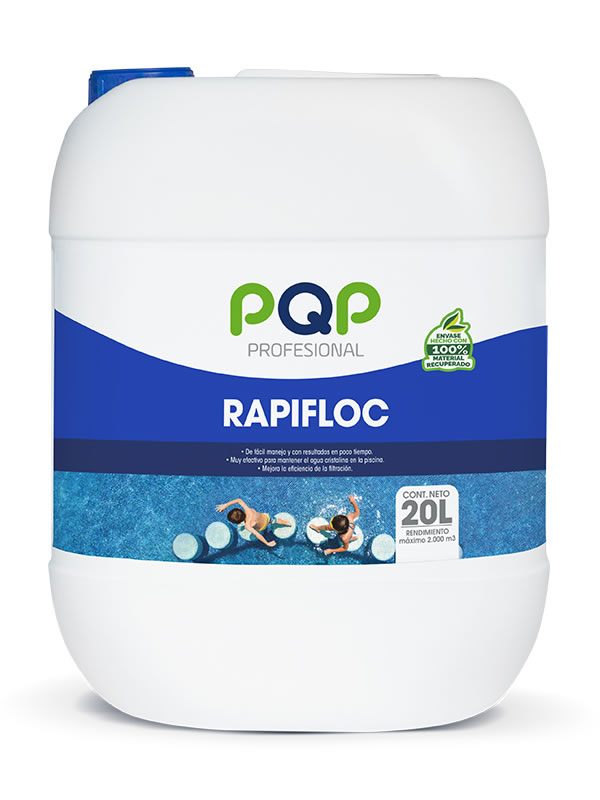 PQP
PROFESIONAL
ENVASE
HECHO CON
100%
MATERIAL
RECUPERADO
RAPIFLOC
• De fácil manejo y con resultados en poco tiempo.
• Muy efectivo para mantener el agua cristalina en la piscina.
• Mejora la eficiencia de la filtración.
CONT. NETO
20L
RENDIMIENTO
máximo 2.000 m3